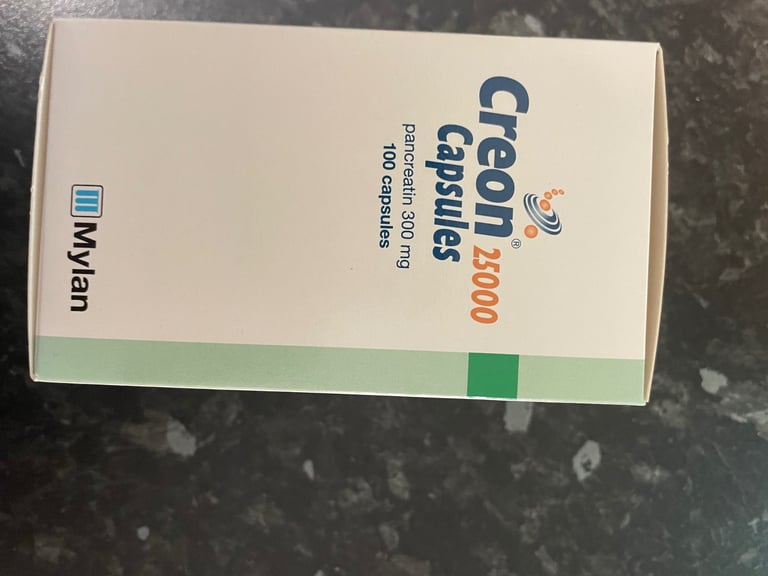 Creon® 25000
Capsules
pancreatin 300 mg
100 capsules
Mylan